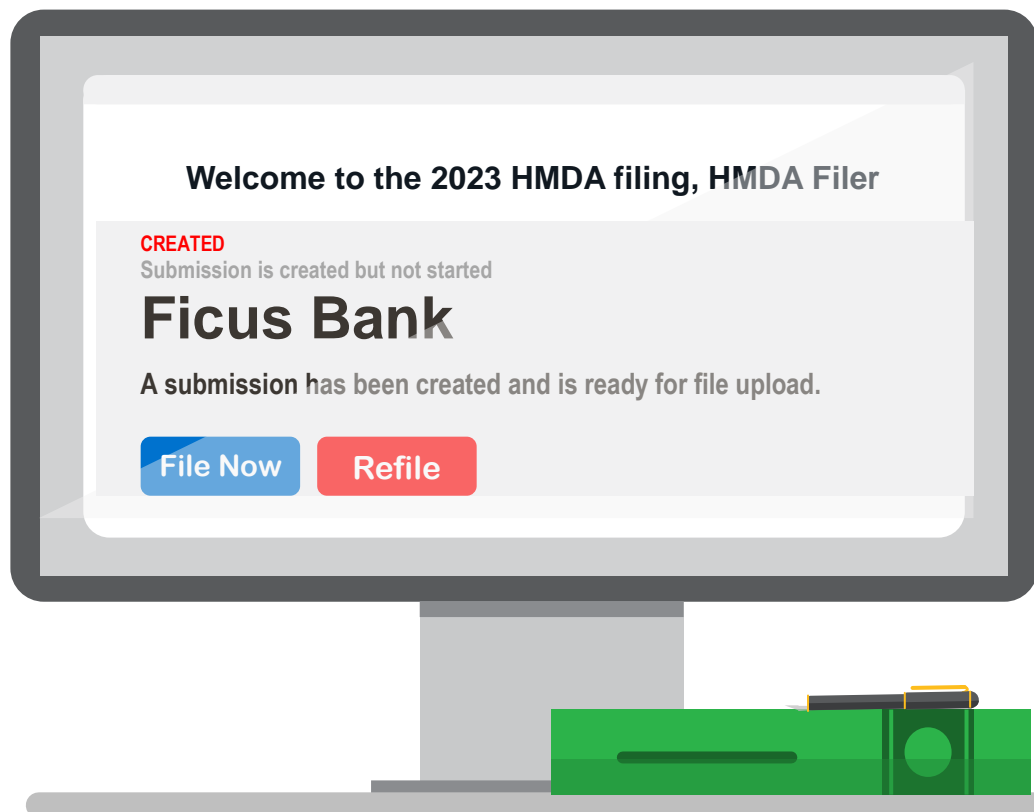 Welcome to the 2023 HMDA filing, HMDA Filer
CREATED
Submission is created but not started
Ficus Bank
A submission has been created and is ready for file upload.
File Now
Refile